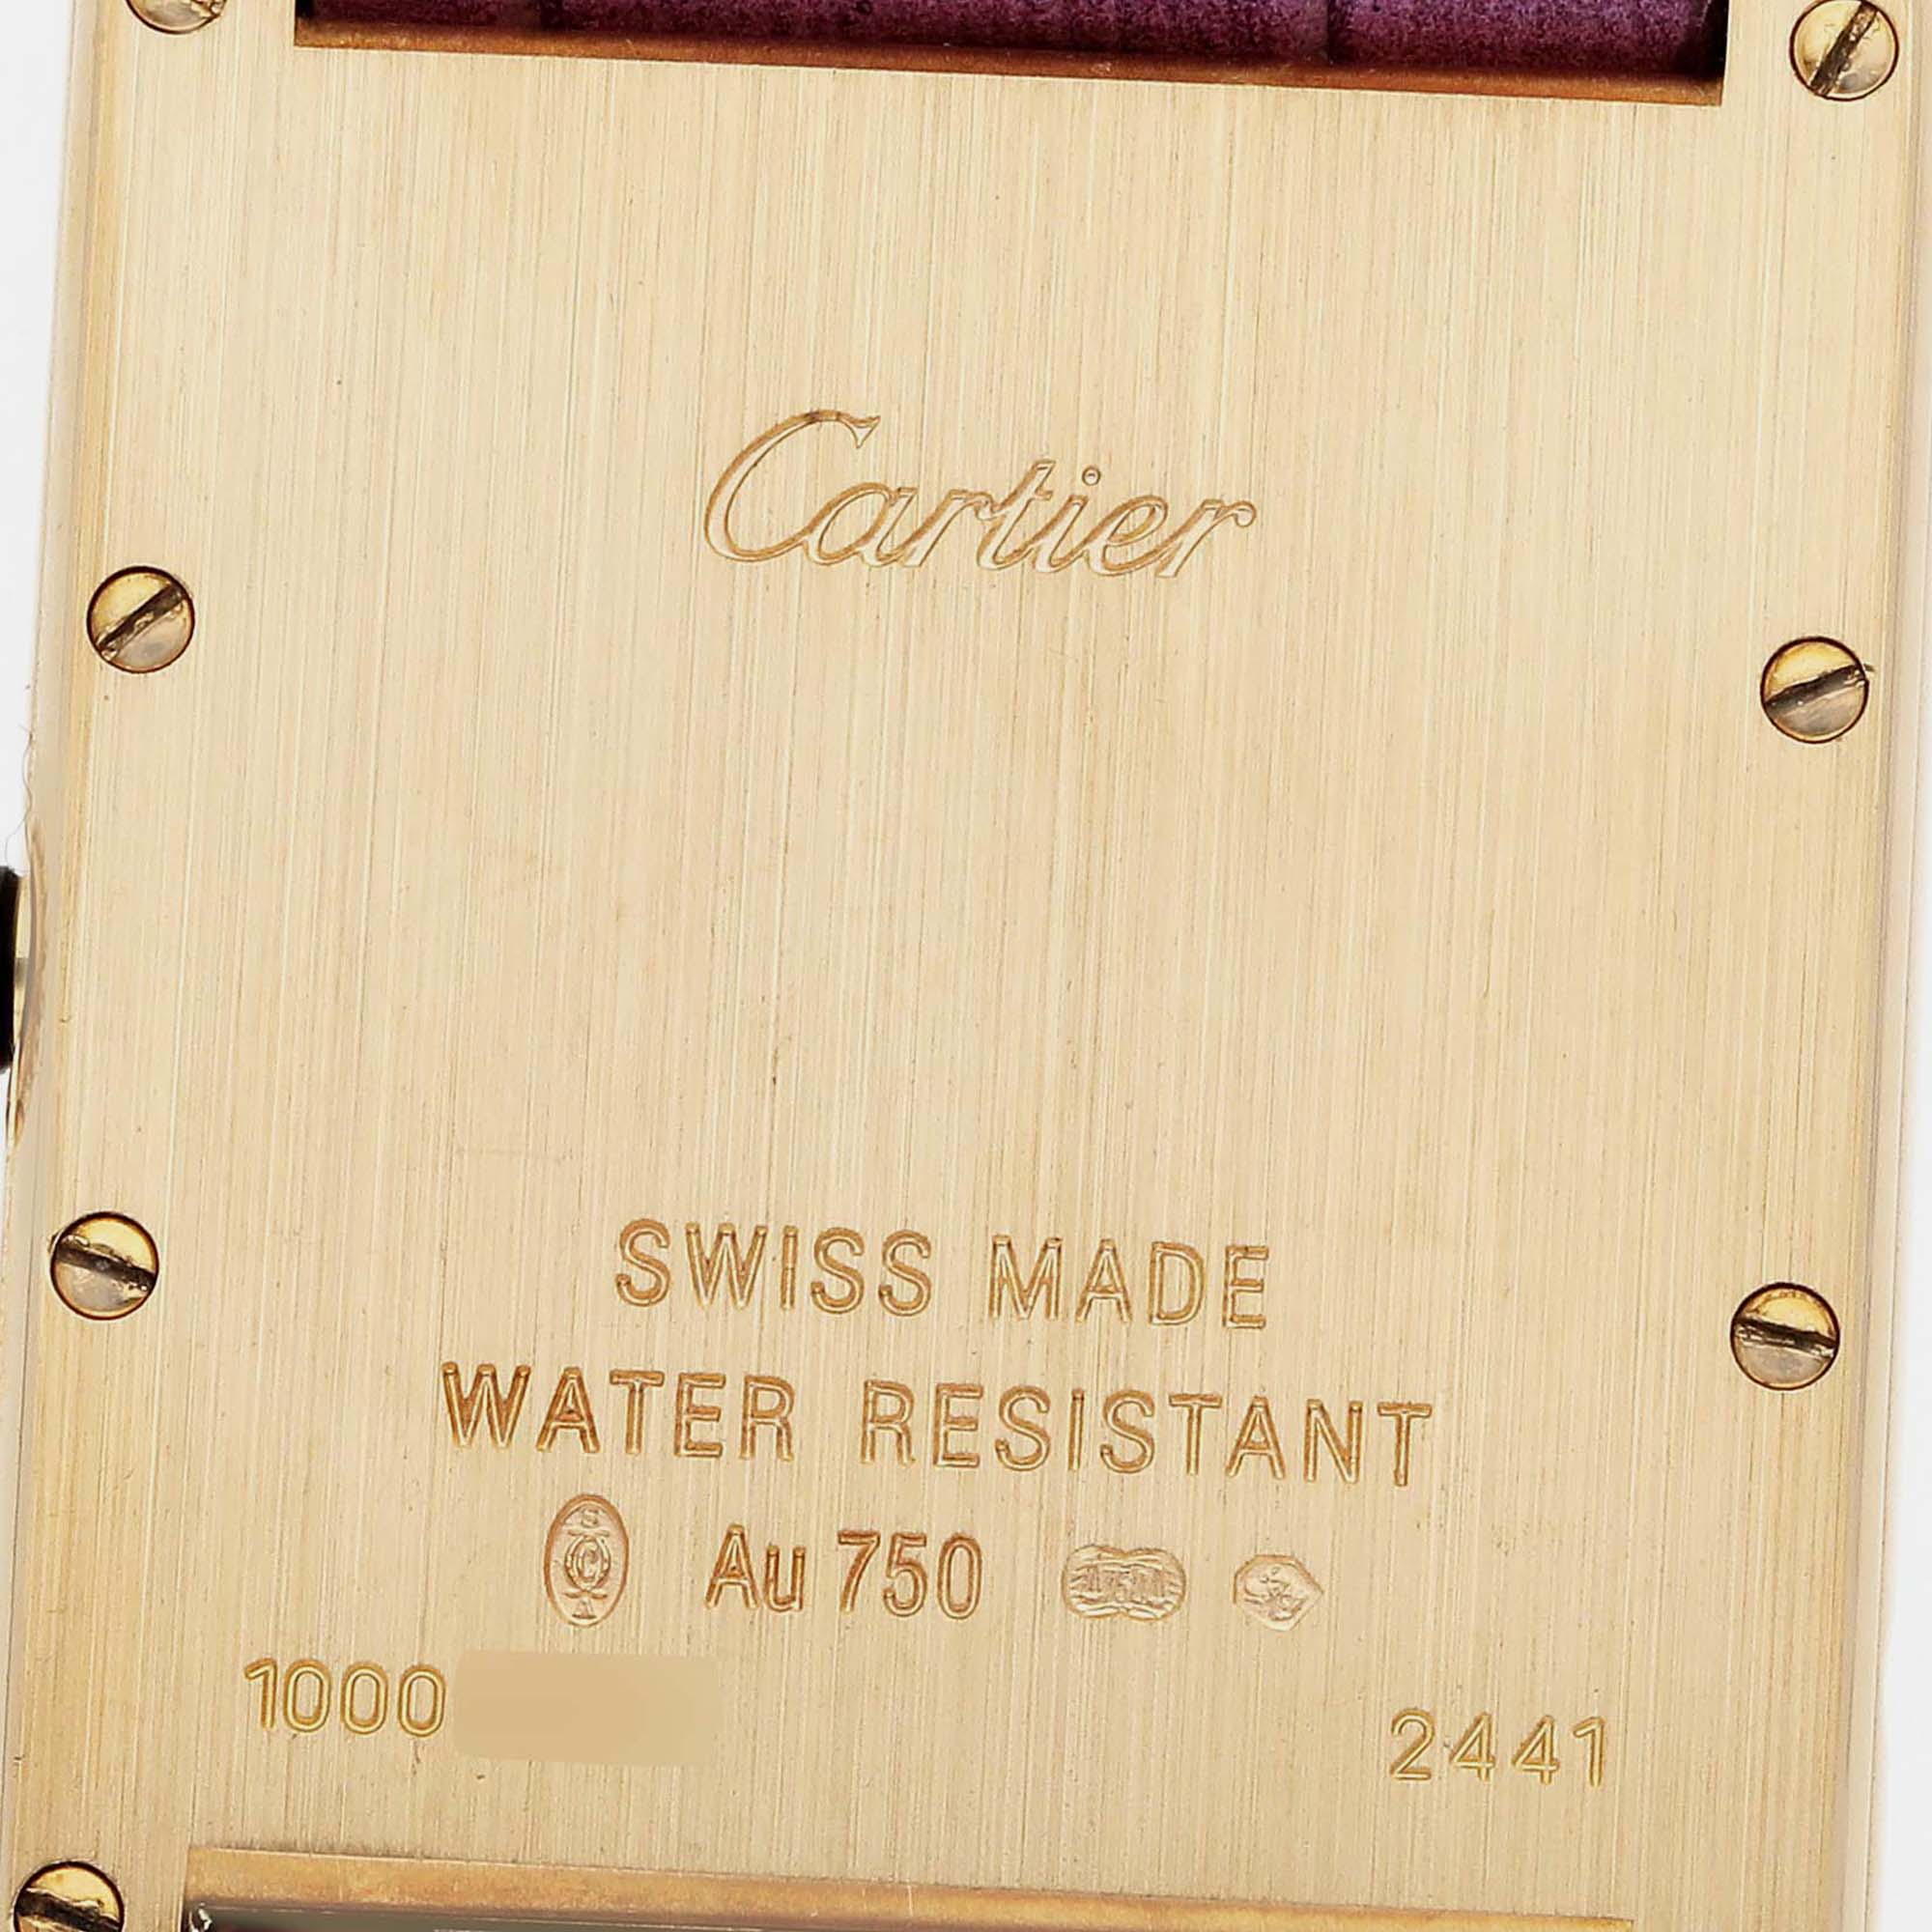 Cartier
SWISS MADE
WATER RESISTANT
Au 750
1000 2441